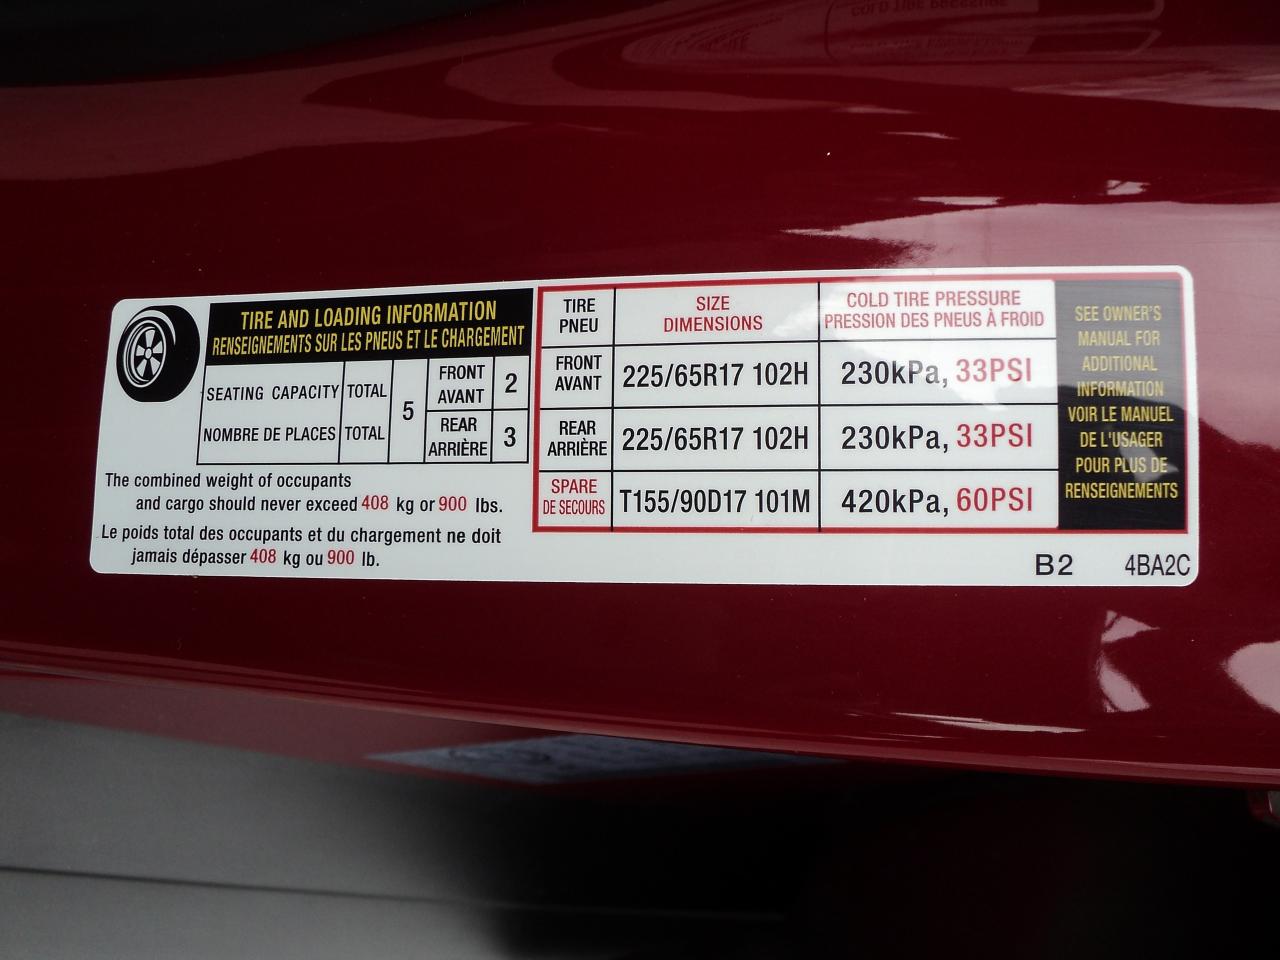 TIRE AND LOADING INFORMATION
RENSEIGNEMENTS SUR LES PNEUS ET LE CHARGEMENT
SEATING CAPACITY TOTAL
NOMBRE DE PLACES TOTAL
5
FRONT
AVANT
2
REAR
ARRIÈRE
3
The combined weight of occupants
and cargo should never exceed 408 kg or 900 lbs.
Le poids total des occupants et du chargement ne doit
jamais dépasser 408 kg ou 900 lb.
TIRE
PNEU
SIZE
DIMENSIONS
COLD TIRE PRESSURE
PRESSION DES PNEUS À FROID
FRONT
AVANT
225/65R17 102H
230kPa, 33PSI
REAR
ARRIÈRE
225/65R17 102H
230kPa, 33PSI
SPARE
DE SECOURS
T155/90D17 101M
420kPa, 60PSI
SEE OWNER'S
MANUAL FOR
ADDITIONAL
INFORMATION
VOIR LE MANUEL
DE L'USAGER
POUR PLUS DE
RENSEIGNEMENTS
B2 4BA2C